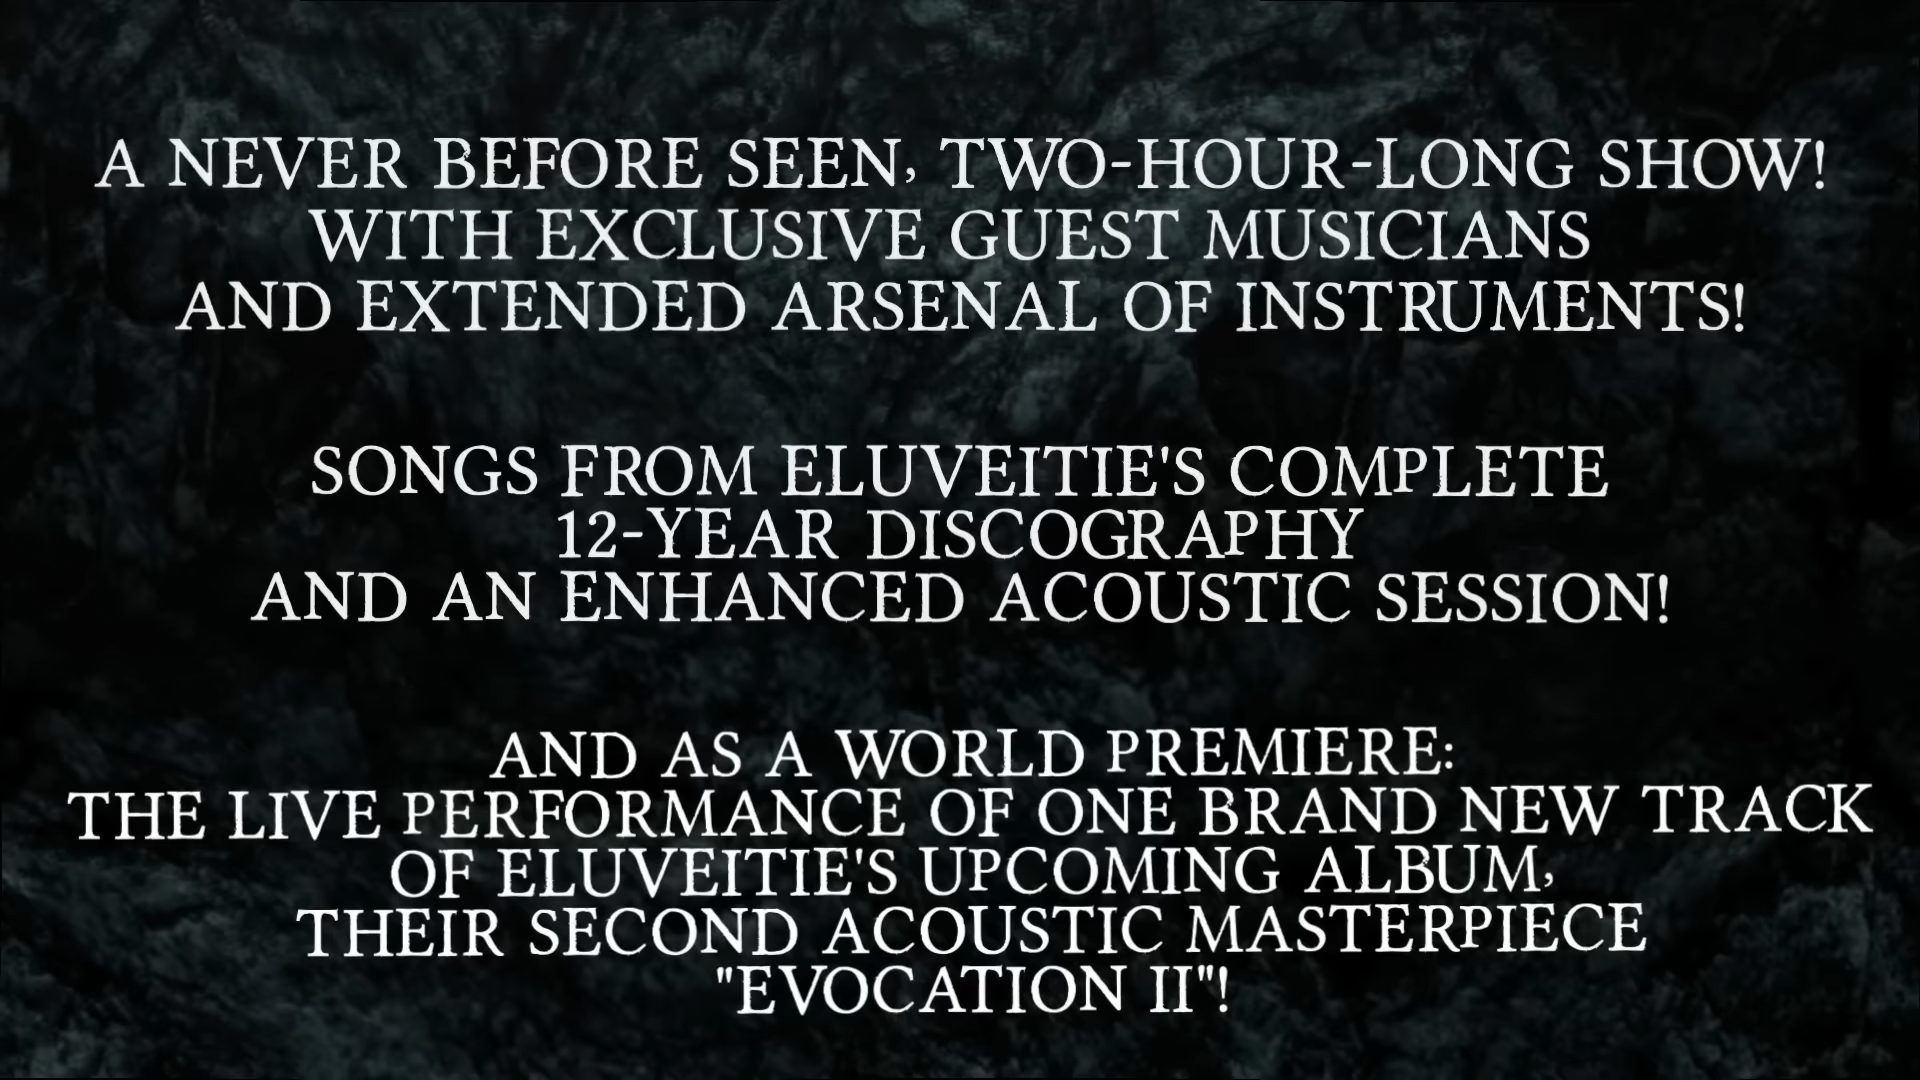 A NEVER BEFORE SEEN, TWO-HOUR-LONG SHOW!
WITH EXCLUSIVE GUEST MUSICIANS
AND EXTENDED ARSENAL OF INSTRUMENTS!
SONGS FROM ELUVEITIE'S COMPLETE
12-YEAR DISCOGRAPHY
AND AN ENHANCED ACOUSTIC SESSION!
AND AS A WORLD PREMIERE:
THE LIVE PERFORMANCE OF ONE BRAND NEW TRACK
OF ELUVEITIE'S UPCOMING ALBUM,
THEIR SECOND ACOUSTIC MASTERPIECE
"EVOCATION II"!